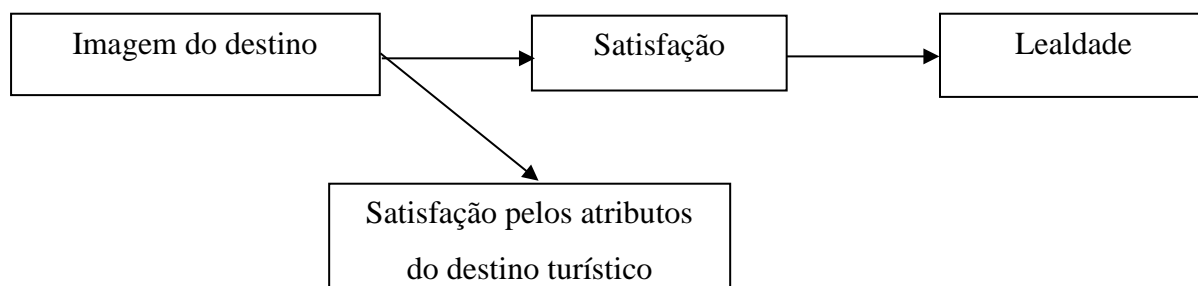 Imagem do destino
Satisfação
Lealdade
Satisfação pelos atributos
do destino turístico